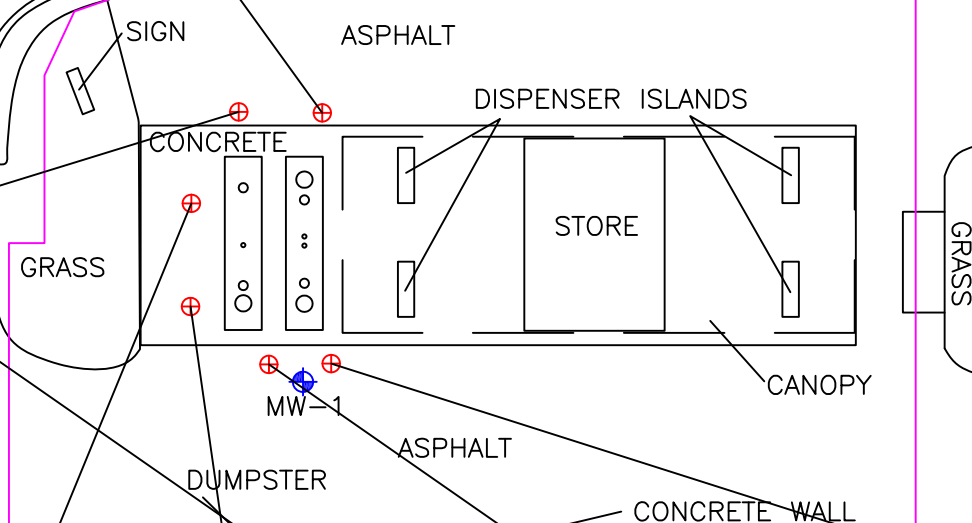 SIGN
ASPHALT
DISPENSER ISLANDS
CONCRETE
STORE
GRASS
GRASS
CANOPY
MW-1
ASPHALT
DUMPSTER
CONCRETE WALL